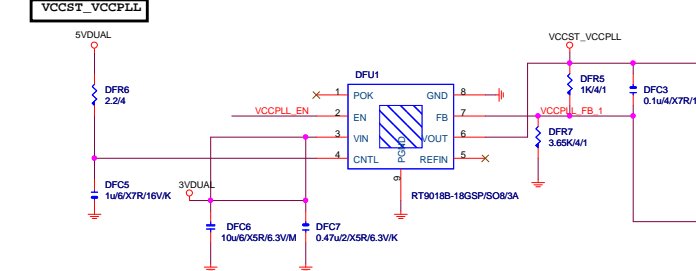 VCCST_VCCPLL
5VDUAL
VCCST_VCCPLL
DFU1
DFR6
2.2/4
DFR5
1K/4/1
DFC3
0.1u/4/X7R/1
1 POK GND 8
VCCPLL_EN 2 EN FB 7 VCCPLL_FB_1
3 VIN VOUT 6
4 CNTL REFIN 5
PGND
9
DFR7
3.65K/4/1
DFC5
1u/6/X7R/16V/K
3VDUAL
RT9018B-18GSP/SO8/3A
DFC6
10u/6/X5R/6.3V/M
DFC7
0.47u/2/X5R/6.3V/K